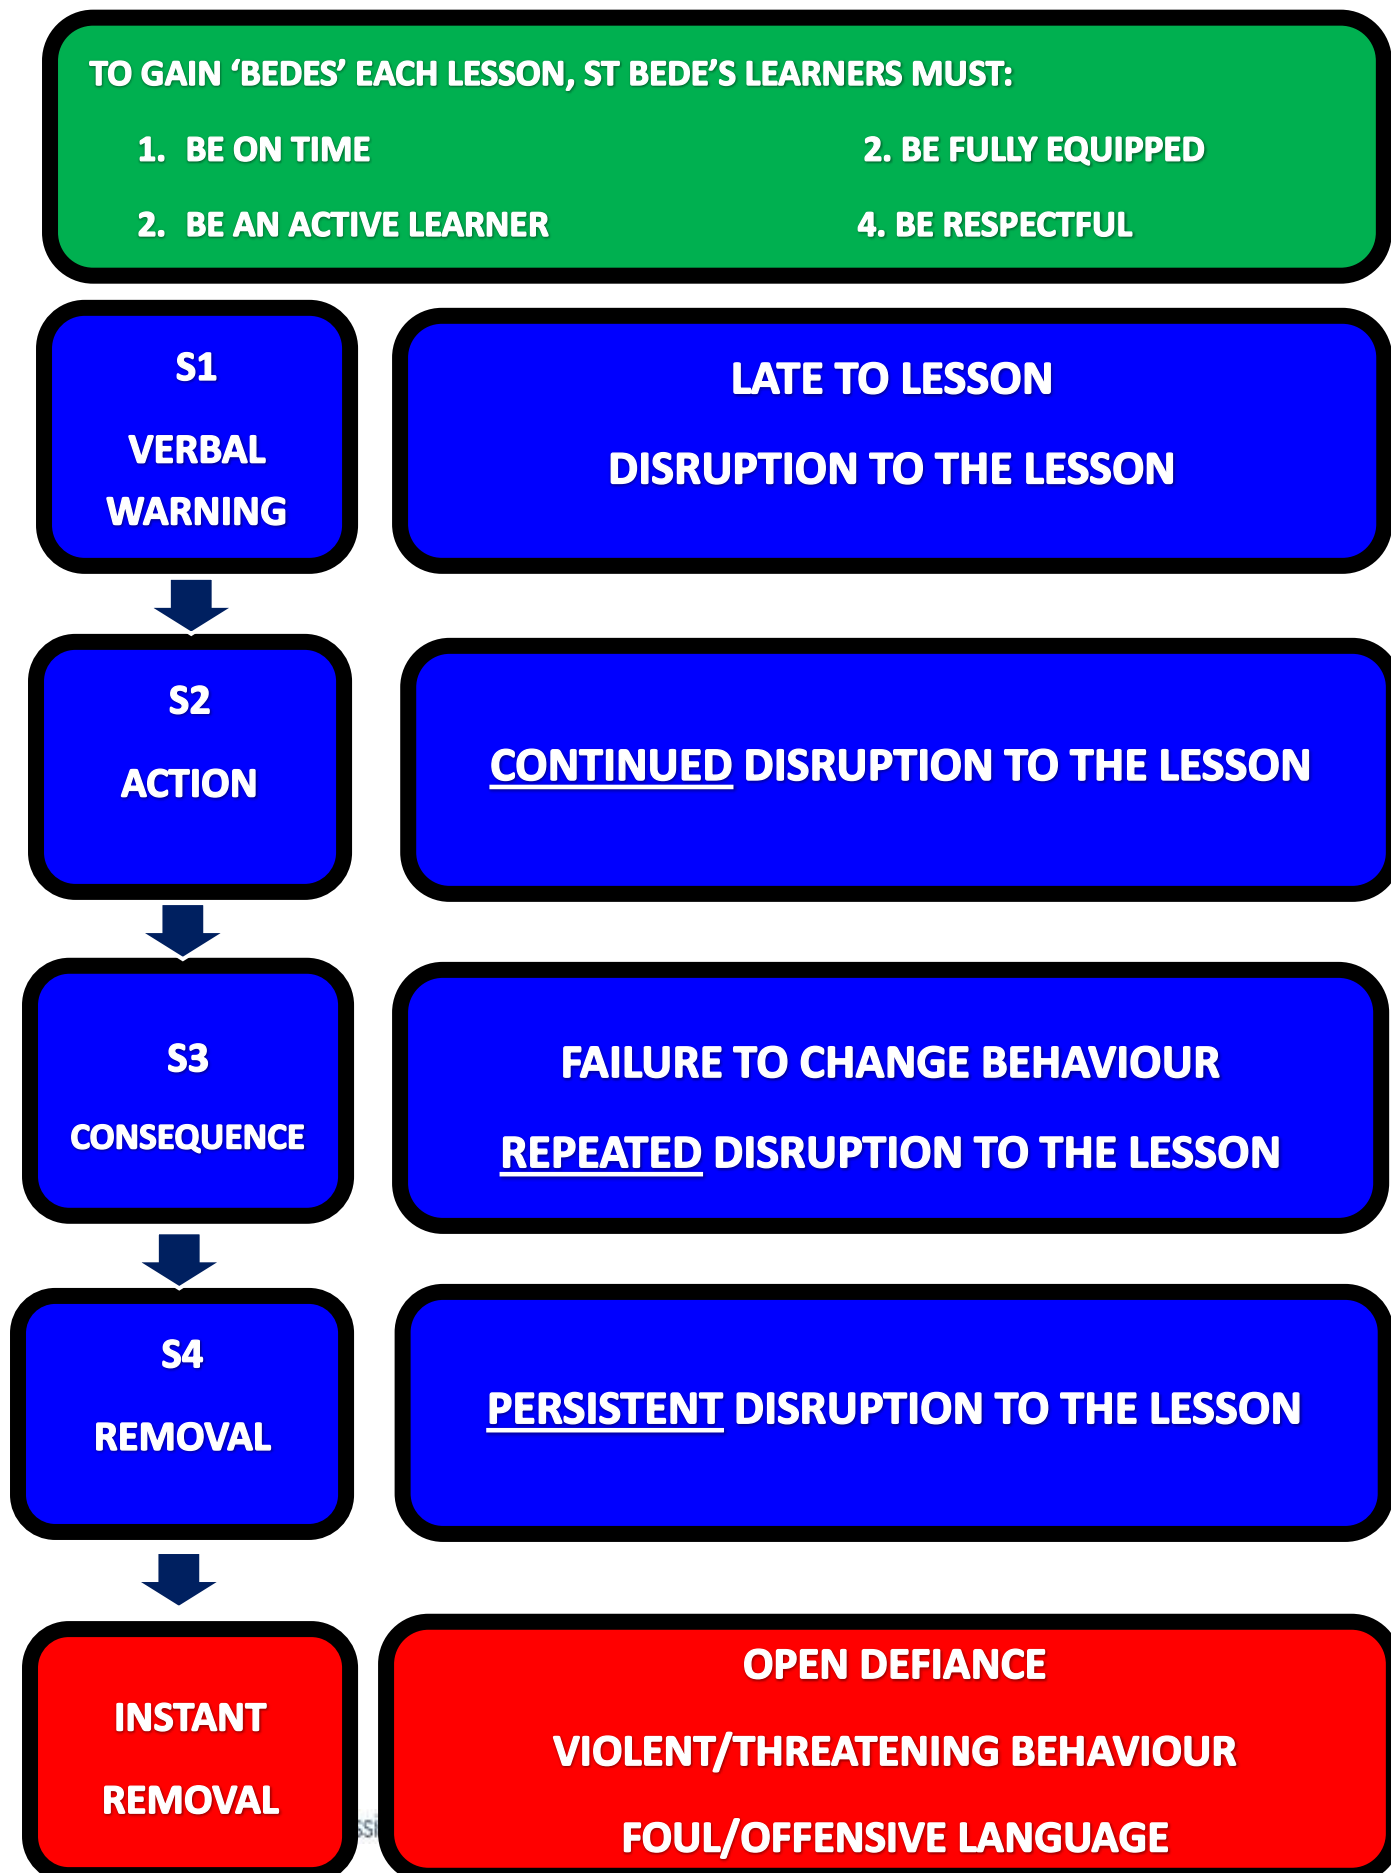 TO GAIN ‘BEDES’ EACH LESSON, ST BEDE’S LEARNERS MUST:
1. BE ON TIME 2. BE FULLY EQUIPPED
2. BE AN ACTIVE LEARNER 4. BE RESPECTFUL
S1
VERBAL
WARNING
LATE TO LESSON
DISRUPTION TO THE LESSON
S2
ACTION
CONTINUED DISRUPTION TO THE LESSON
S3
CONSEQUENCE
FAILURE TO CHANGE BEHAVIOUR
REPEATED DISRUPTION TO THE LESSON
S4
REMOVAL
PERSISTENT DISRUPTION TO THE LESSON
INSTANT
REMOVAL
OPEN DEFIANCE
VIOLENT/THREATENING BEHAVIOUR
FOUL/OFFENSIVE LANGUAGE